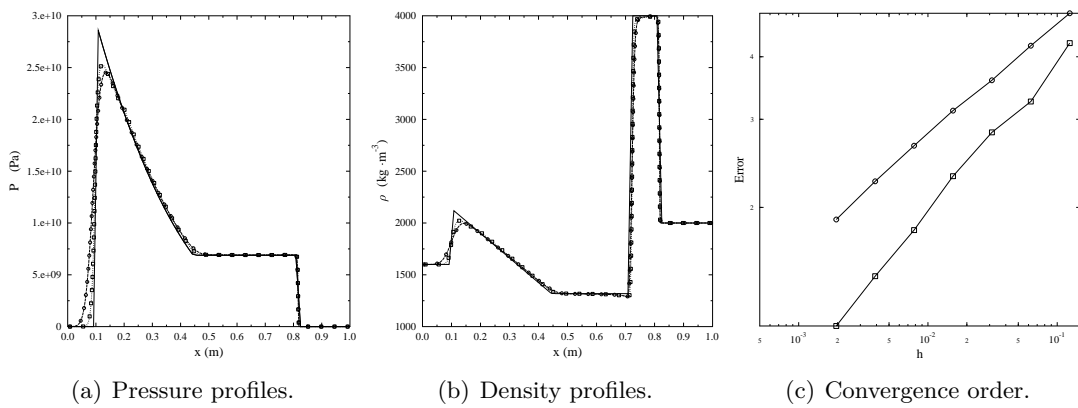 3e+10
2.5e+10
2e+10
1.5e+10
1e+10
5e+09
0
P (Pa)
0.0 0.1 0.2 0.3 0.4 0.5 0.6 0.7 0.8 0.9 1.0
x (m)
(a) Pressure profiles.
4000
3500
3000
2500
2000
1500
1000
ρ (kg·m⁻³)
0.0 0.1 0.2 0.3 0.4 0.5 0.6 0.7 0.8 0.9 1.0
x (m)
(b) Density profiles.
4
3
2
Error
5 10⁻³ 2 5 10⁻² 2 5 10⁻¹
h
(c) Convergence order.